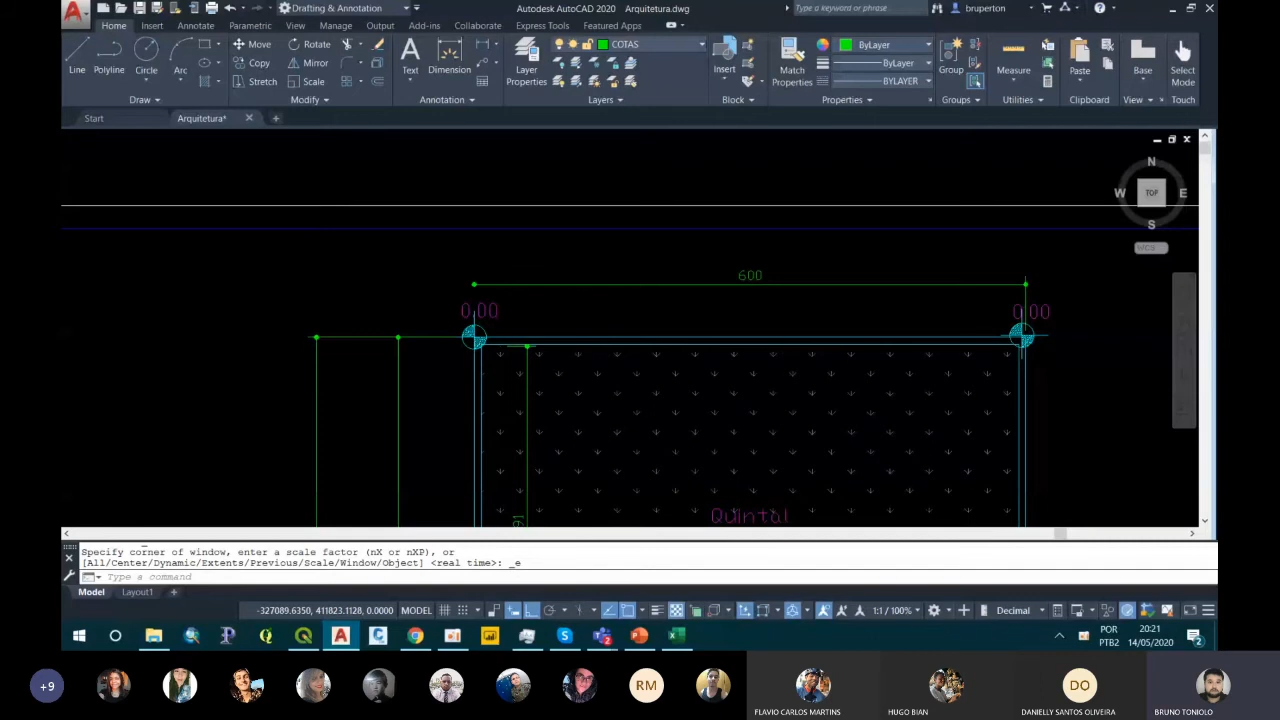 Drafting & Annotation
Autodesk AutoCAD 2020 Arquitetura.dwg
Type a keyword or phrase
bruperton
Home Insert Annotate Parametric View Manage Output Add-ins Collaborate Express Tools Featured Apps
Line Polyline Circle Arc
Move Rotate
Copy Mirror
Stretch Scale
Text Dimension
Layer Properties
COTAS
Insert
Match Properties
ByLayer
ByLayer
BYLAYER
Group
Measure
Paste
Base
Select Mode
Draw Modify Annotation Layers Block Properties Groups Utilities Clipboard View Touch
Start Arquitetura*
N
W TOP E
S
WCS
600
0.00 0.00
91
Quintal
Specify corner of window, enter a scale factor (nX or nXP), or
[All/Center/Dynamic/Extents/Previous/Scale/Window/Object] <real time>: _e
Type a command
Model Layout1
-327089.6350, 411823.1128, 0.0000 MODEL 1:1 / 100% Decimal
POR
PTB2
20:21
14/05/2020
2
+9 RM DO
FLAVIO CARLOS MARTINS HUGO BIAN DANIELLY SANTOS OLIVEIRA BRUNO TONIOLO